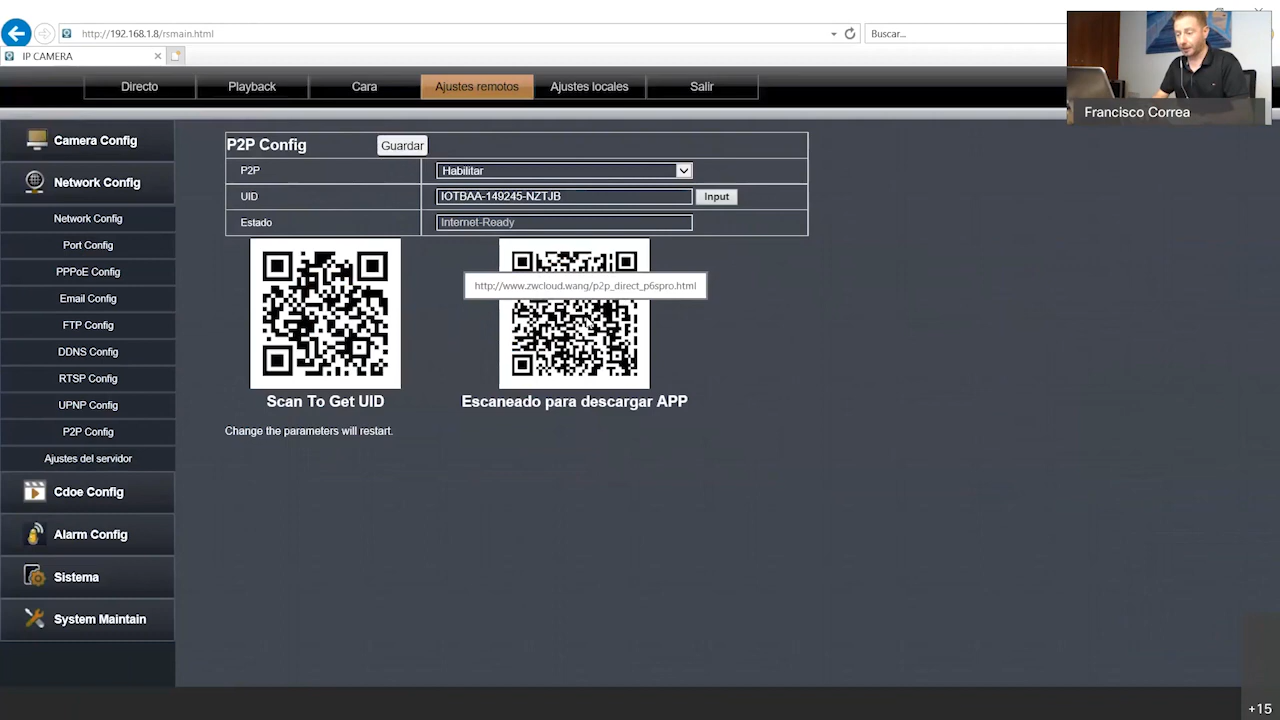 http://192.168.1.8/rsmain.html
Buscar...
IP CAMERA
Directo
Playback
Cara
Ajustes remotos
Ajustes locales
Salir
Francisco Correa
Camera Config
Network Config
Network Config
Port Config
PPPoE Config
Email Config
FTP Config
DDNS Config
RTSP Config
UPNP Config
P2P Config
Ajustes del servidor
Cdoe Config
Alarm Config
Sistema
System Maintain
P2P Config
Guardar
P2P
Habilitar
UID
IOTBAA-149245-NZTJB
Input
Estado
Internet-Ready
http://www.zwcloud.wang/p2p_direct_p6spro.html
Scan To Get UID
Escaneado para descargar APP
Change the parameters will restart.
+15